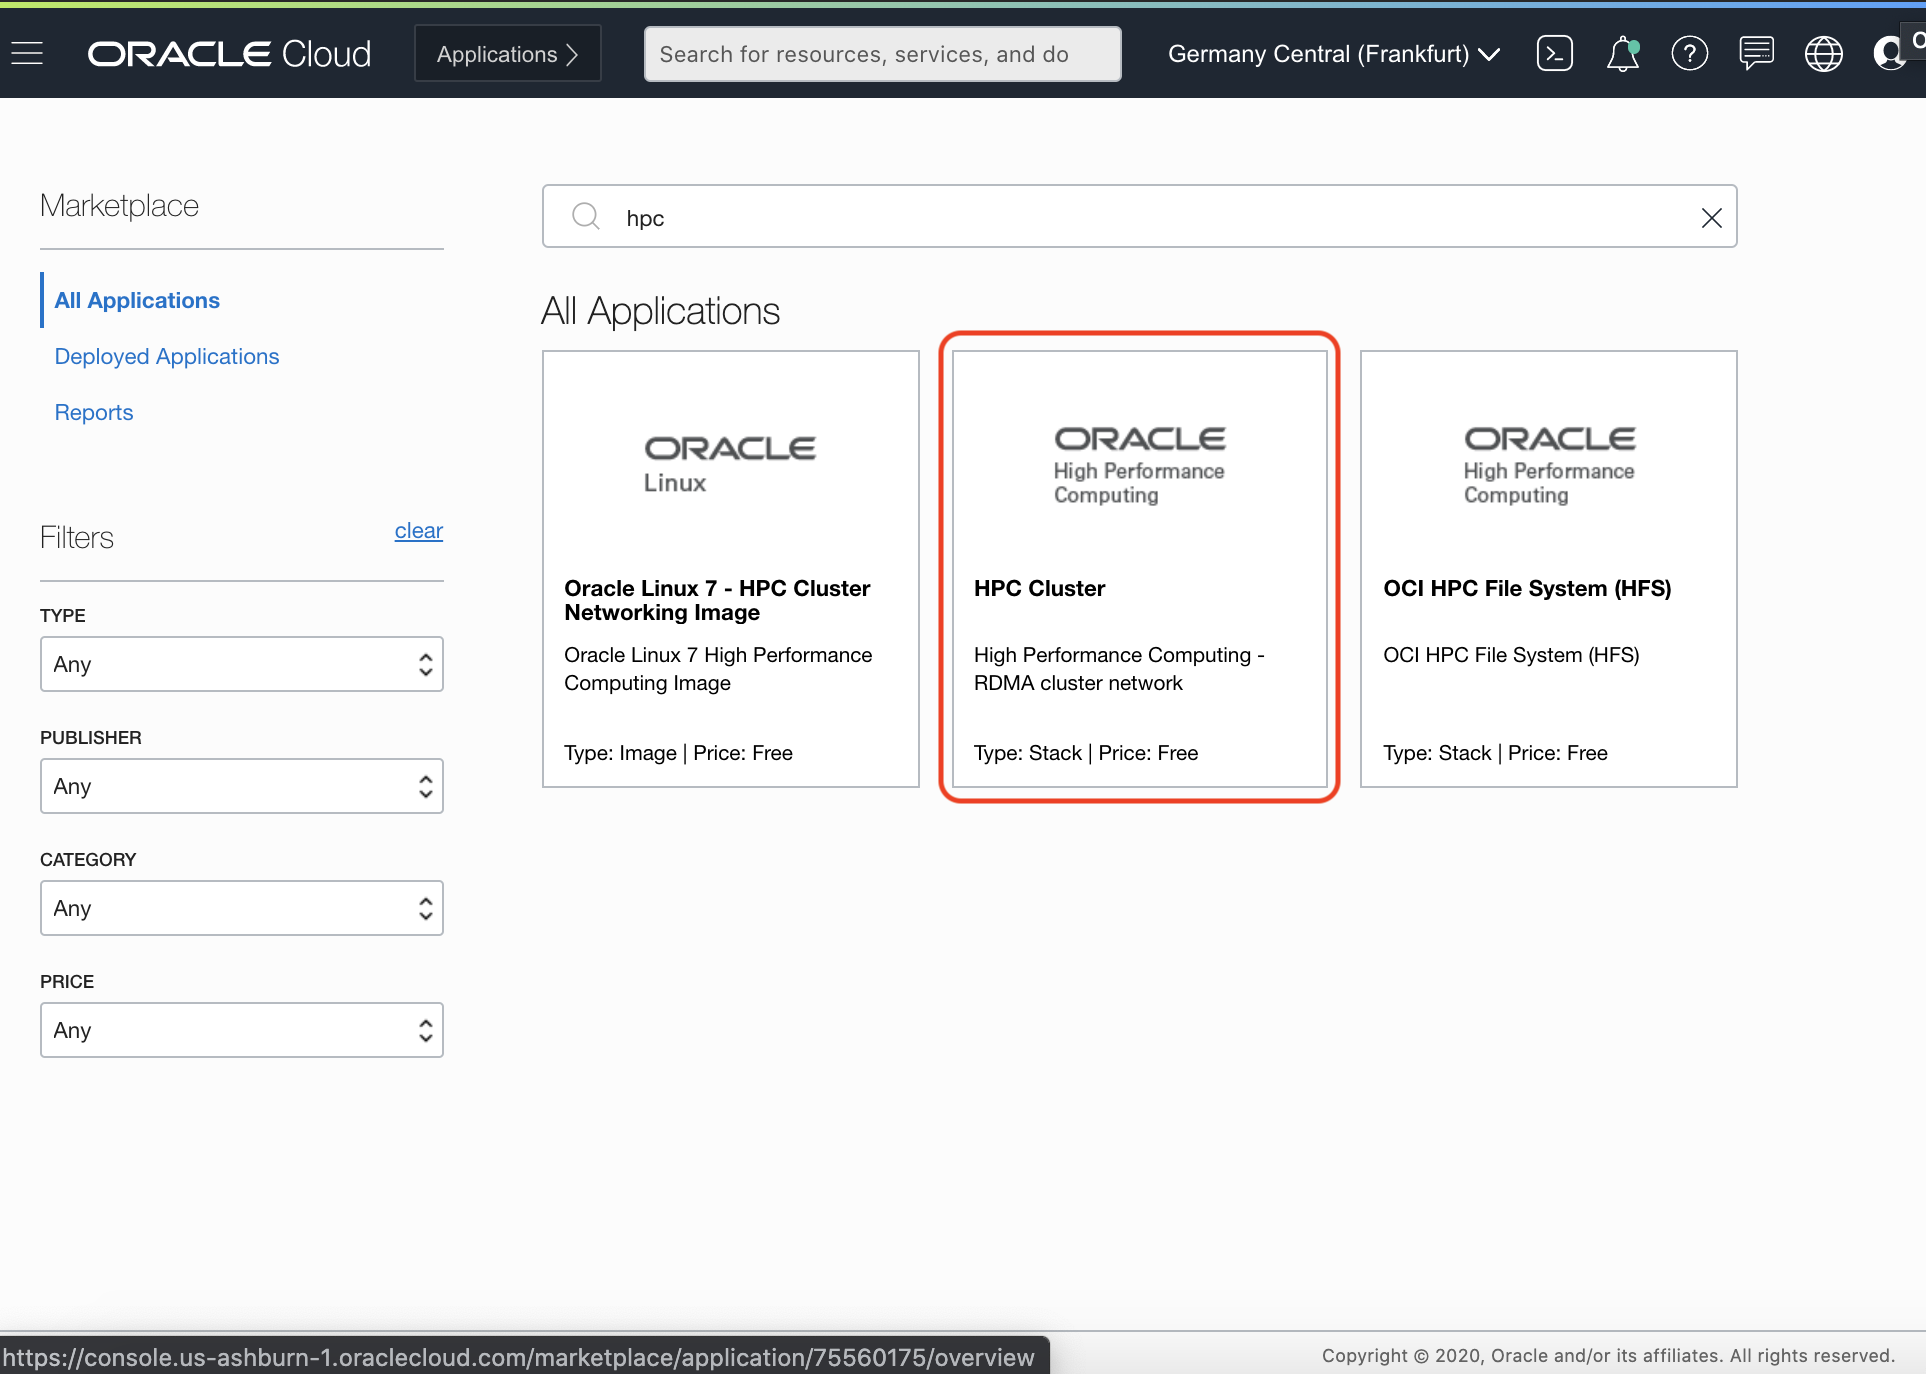 ORACLE Cloud
Applications
Search for resources, services, and do
Germany Central (Frankfurt)
Marketplace
All Applications
Deployed Applications
Reports
Filters
clear
TYPE
Any
PUBLISHER
Any
CATEGORY
Any
PRICE
Any
hpc
All Applications
ORACLE
Linux
Oracle Linux 7 - HPC Cluster
Networking Image
Oracle Linux 7 High Performance
Computing Image
Type: Image | Price: Free
ORACLE
High Performance
Computing
HPC Cluster
High Performance Computing -
RDMA cluster network
Type: Stack | Price: Free
ORACLE
High Performance
Computing
OCI HPC File System (HFS)
OCI HPC File System (HFS)
Type: Stack | Price: Free
https://console.us-ashburn-1.oraclecloud.com/marketplace/application/75560175/overview
Copyright © 2020, Oracle and/or its affiliates. All rights reserved.